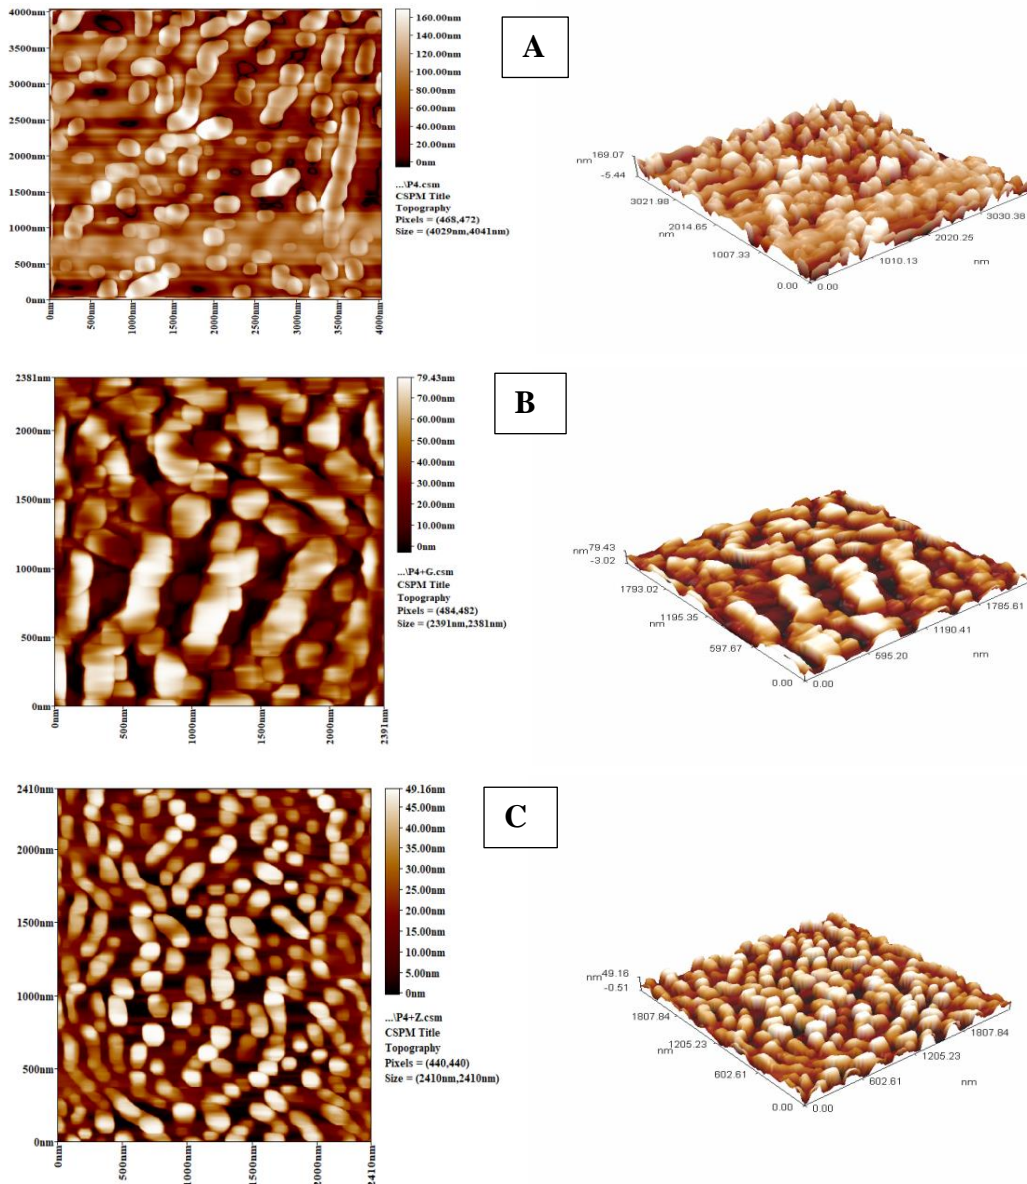 A
4000nm
3500nm
3000nm
2500nm
2000nm
1500nm
1000nm
500nm
0nm
0nm
500nm
1000nm
1500nm
2000nm
2500nm
3000nm
3500nm
4000nm
160.00nm
140.00nm
120.00nm
100.00nm
80.00nm
60.00nm
40.00nm
20.00nm
0nm
...\P4.csm
CSPM Title
Topography
Pixels = (468,472)
Size = (4029nm,4041nm)
nm
169.07
-5.44
3021.98
nm
2014.65
1007.33
0.00
0.00
1010.13
2020.25
nm
3030.38
B
2381nm
2000nm
1500nm
1000nm
500nm
0nm
0nm
500nm
1000nm
1500nm
2000nm
2391nm
79.43nm
70.00nm
60.00nm
50.00nm
40.00nm
30.00nm
20.00nm
10.00nm
0nm
...\P4+G.csm
CSPM Title
Topography
Pixels = (484,482)
Size = (2391nm,2381nm)
nm
79.43
-3.02
1793.02
nm
1195.35
597.67
0.00
0.00
595.20
1190.41
nm
1785.61
C
2410nm
2000nm
1500nm
1000nm
500nm
0nm
0nm
500nm
1000nm
1500nm
2000nm
2410nm
49.16nm
45.00nm
40.00nm
35.00nm
30.00nm
25.00nm
20.00nm
15.00nm
10.00nm
5.00nm
0nm
...\P4+Z.csm
CSPM Title
Topography
Pixels = (440,440)
Size = (2410nm,2410nm)
nm
49.16
-0.51
1807.84
nm
1205.23
602.61
0.00
0.00
602.61
1205.23
nm
1807.84